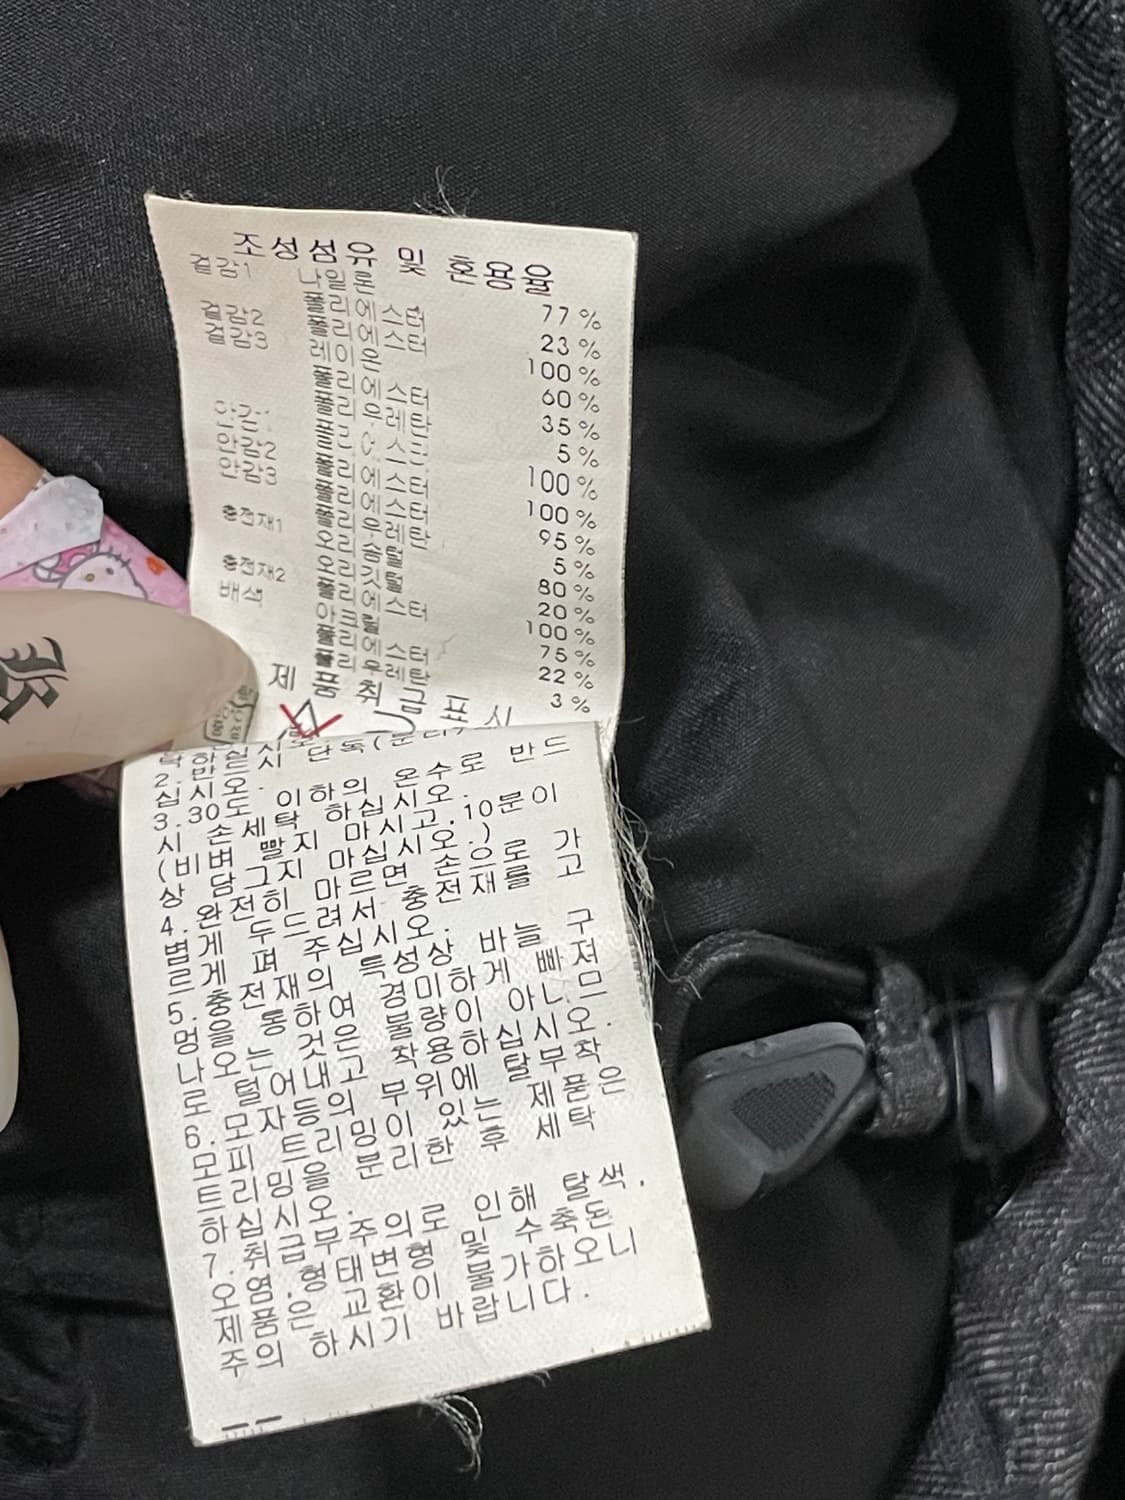 조성섬유 및 혼용율
겉감1 나일론 77%
폴리에스터 23%
겉감2 폴리에스터 100%
겉감3 레이온 60%
폴리에스터 35%
폴리우레탄 5%
안감1 폴리에스터 100%
안감2 폴리에스터 100%
안감3 폴리에스터 95%
폴리우레탄 5%
충전재1 오리솜털 80%
오리깃털 20%
충전재2 폴리에스터 100%
배색 아크릴 75%
폴리에스터 22%
폴리우레탄 3%
제품취급표시
2.반드시 단독(분리)
십시오.
3.30도 이하의 온수로 반드
시 손세탁 하십시오.
(비벼 빨지 마시고,10분이
상 담그지 마십시오.)
4.완전히 마르면 손으로 가
볍게 두드려서 충전재를 고
르게 펴 주십시오.
5.충전재의 특성상 바늘 구
멍을 통하여 경미하게 빠져
나오는 것은 불량이 아니므
로 털어내고 착용하십시오.
6.모자등의 부위에 탈부착
모피 트리밍이 있는 제품은
트리밍을 분리한 후 세탁
하십시오.
7.취급부주의로 인해 탈색,
오염,형태변형 및 수축된
제품은 교환이 불가하오니
주의 하시기 바랍니다.